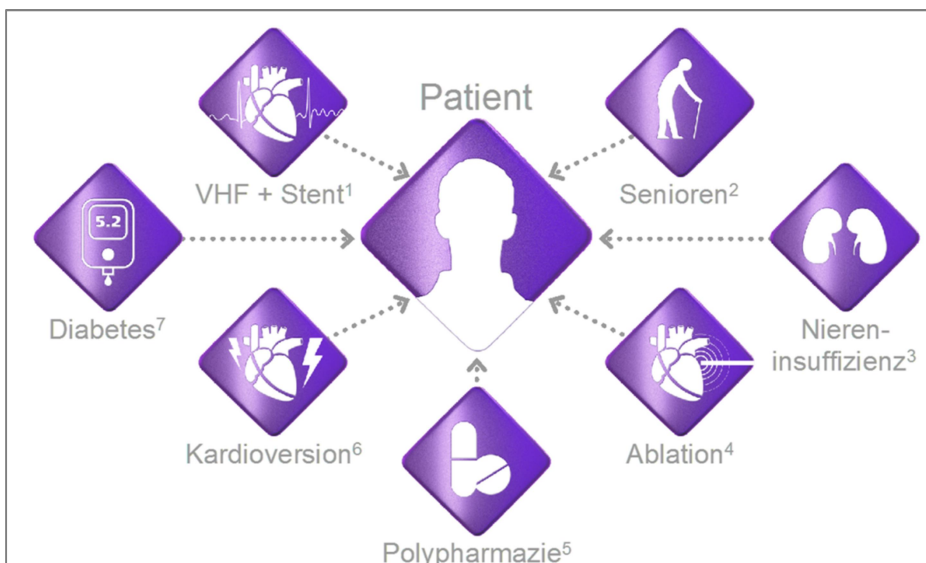 Patient
VHF + Stent¹
Senioren²
5.2
Diabetes⁷
Nieren-
insuffizienz³
Kardioversion⁶
Ablation⁴
Polypharmazie⁵